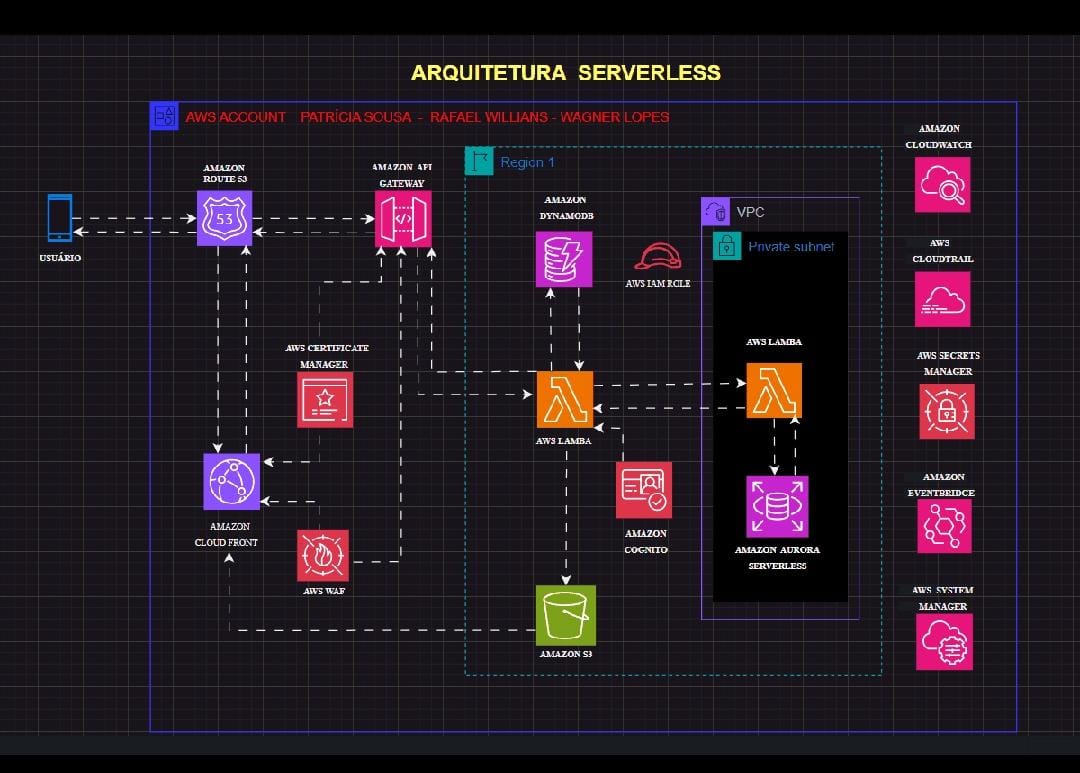 ARQUITETURA SERVERLESS
AWS ACCOUNT PATRÍCIA SOUSA - RAFAEL WILLIANS - WAGNER LOPES
AMAZON
CLOUDWATCH
AMAZON
ROUTE 53
53
AMAZON API
GATEWAY
Region 1
AMAZON
DYNAMODB
VPC
Private subnet
USUÁRIO
AWS IAM ROLE
AWS
CLOUDTRAIL
AWS CERTIFICATE
MANAGER
AWS LAMBA
AWS SECRETS
MANAGER
AWS LAMBA
AMAZON
CLOUD FRONT
AMAZON
COGNITO
AMAZON AURORA
SERVERLESS
AMAZON
EVENTBRIDGE
AWS WAF
AMAZON S3
AWS SYSTEM
MANAGER